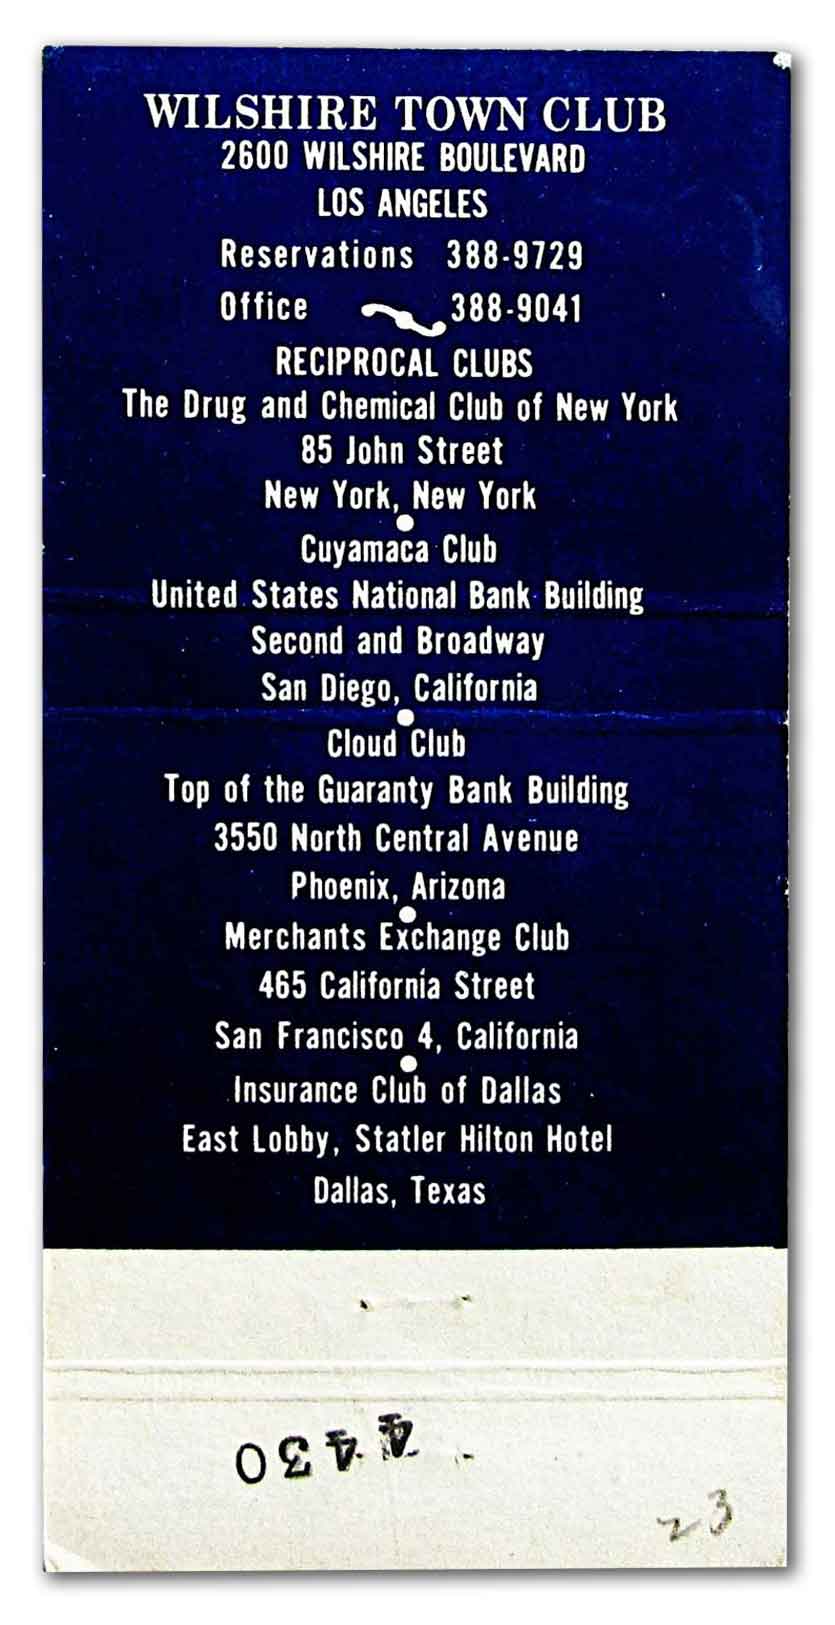 WILSHIRE TOWN CLUB
2600 WILSHIRE BOULEVARD
LOS ANGELES
Reservations 388-9729
Office 388-9041
RECIPROCAL CLUBS
The Drug and Chemical Club of New York
85 John Street
New York, New York
Cuyamaca Club
United States National Bank Building
Second and Broadway
San Diego, California
Cloud Club
Top of the Guaranty Bank Building
3550 North Central Avenue
Phoenix, Arizona
Merchants Exchange Club
465 California Street
San Francisco 4, California
Insurance Club of Dallas
East Lobby, Statler Hilton Hotel
Dallas, Texas
23